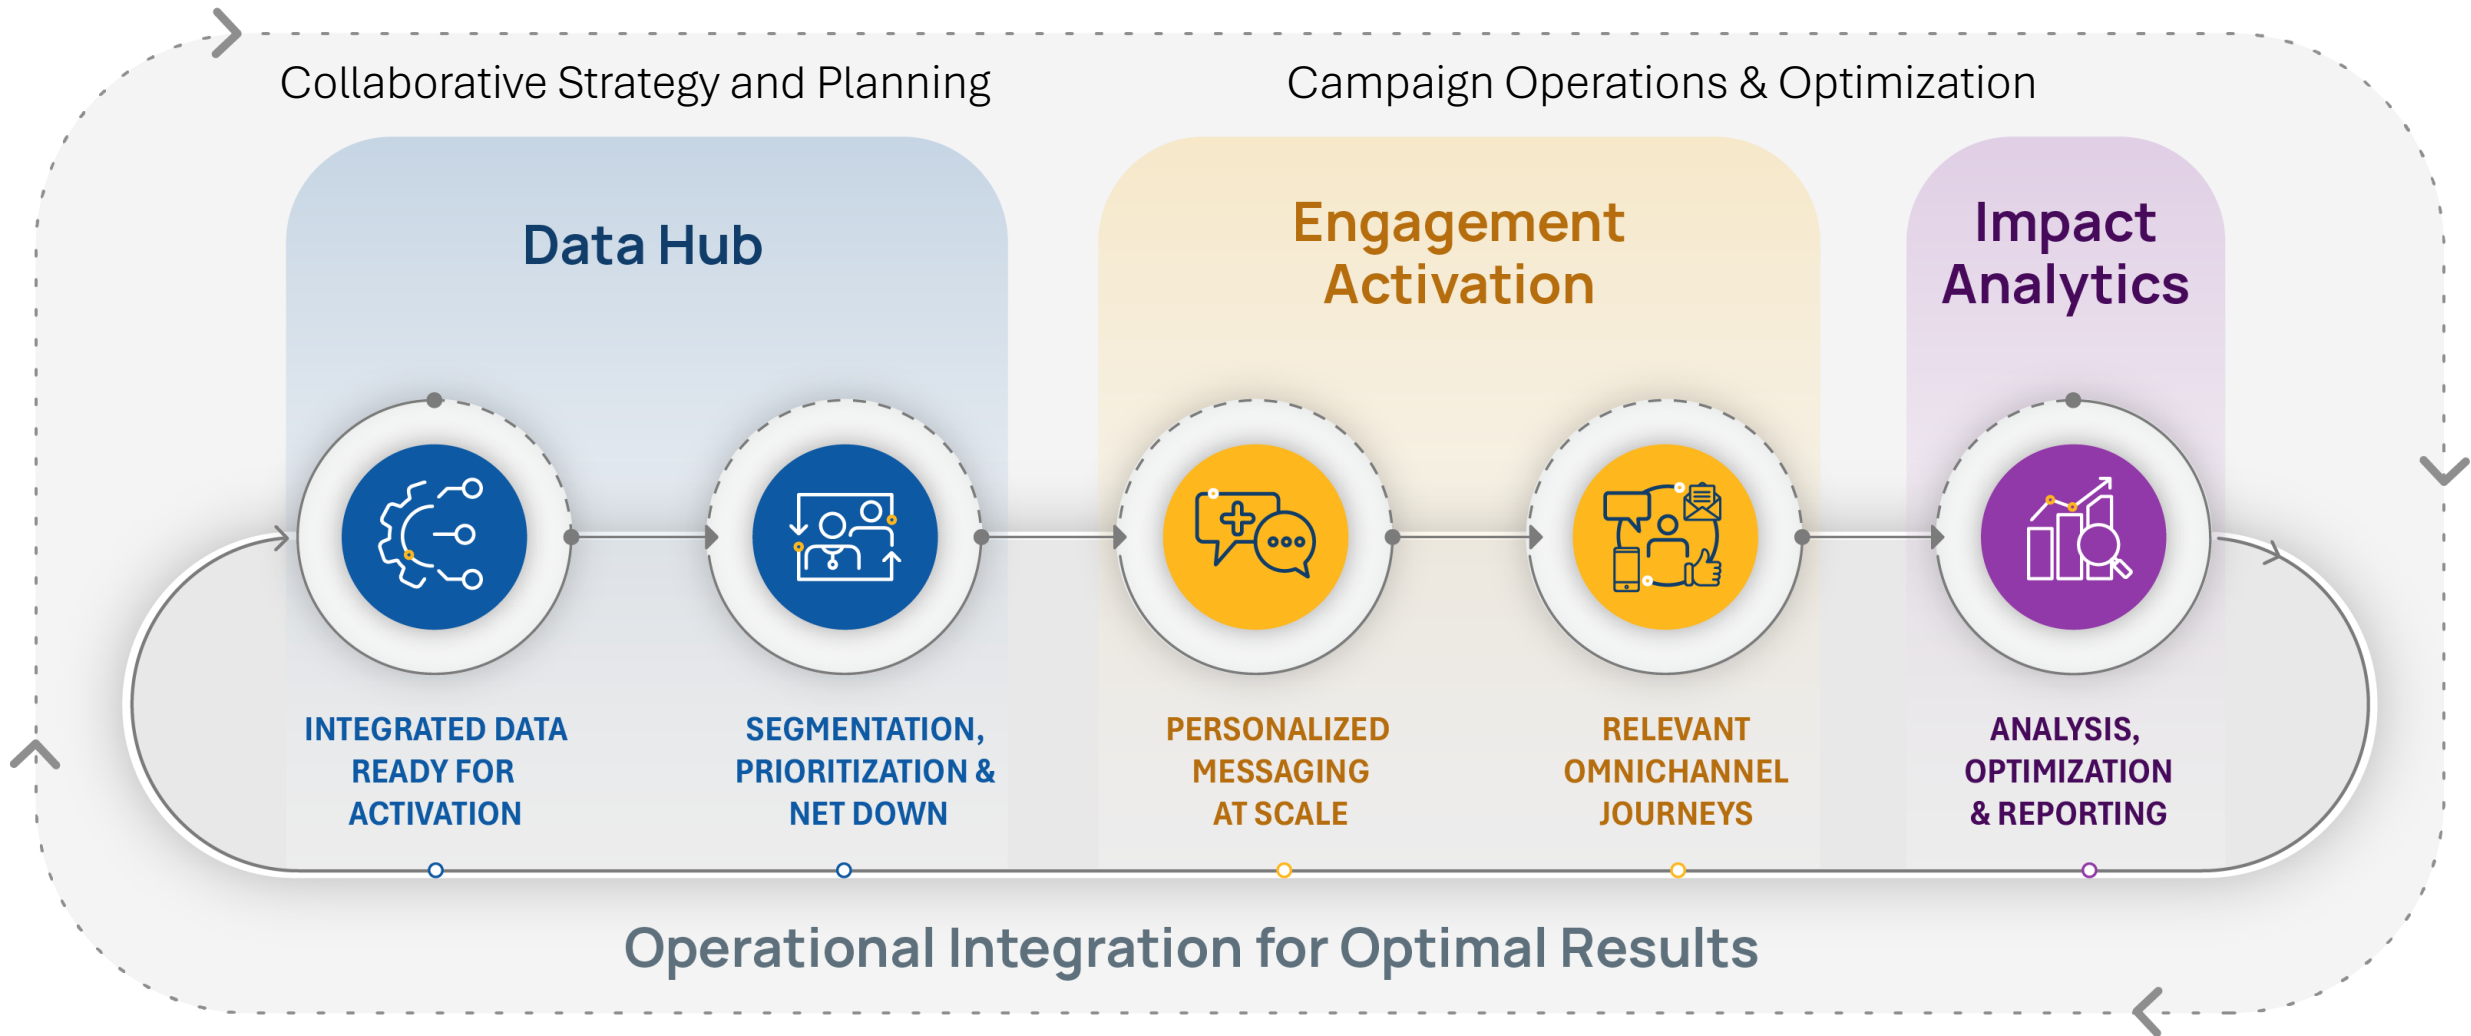 Collaborative Strategy and Planning
Campaign Operations & Optimization
Data Hub
Engagement
Activation
Impact
Analytics
INTEGRATED DATA
READY FOR
ACTIVATION
SEGMENTATION,
PRIORITIZATION &
NET DOWN
PERSONALIZED
MESSAGING
AT SCALE
RELEVANT
OMNICHANNEL
JOURNEYS
ANALYSIS,
OPTIMIZATION
& REPORTING
Operational Integration for Optimal Results